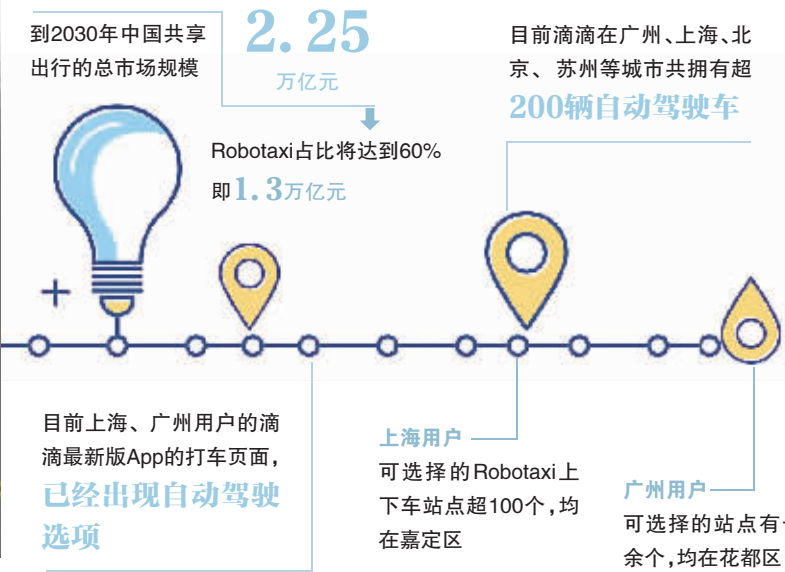 到2030年中国共享
出行的总市场规模
2.25
万亿元
Robotaxi占比将达到60%
即1.3万亿元
目前滴滴在广州、上海、北
京、苏州等城市共拥有超
200辆自动驾驶车
目前上海、广州用户的滴
滴最新版App的打车页面，
已经出现自动驾驶
选项
上海用户
可选择的Robotaxi上
下车站点超100个，均
在嘉定区
广州用户
可选择的站点有
余个，均在花都区